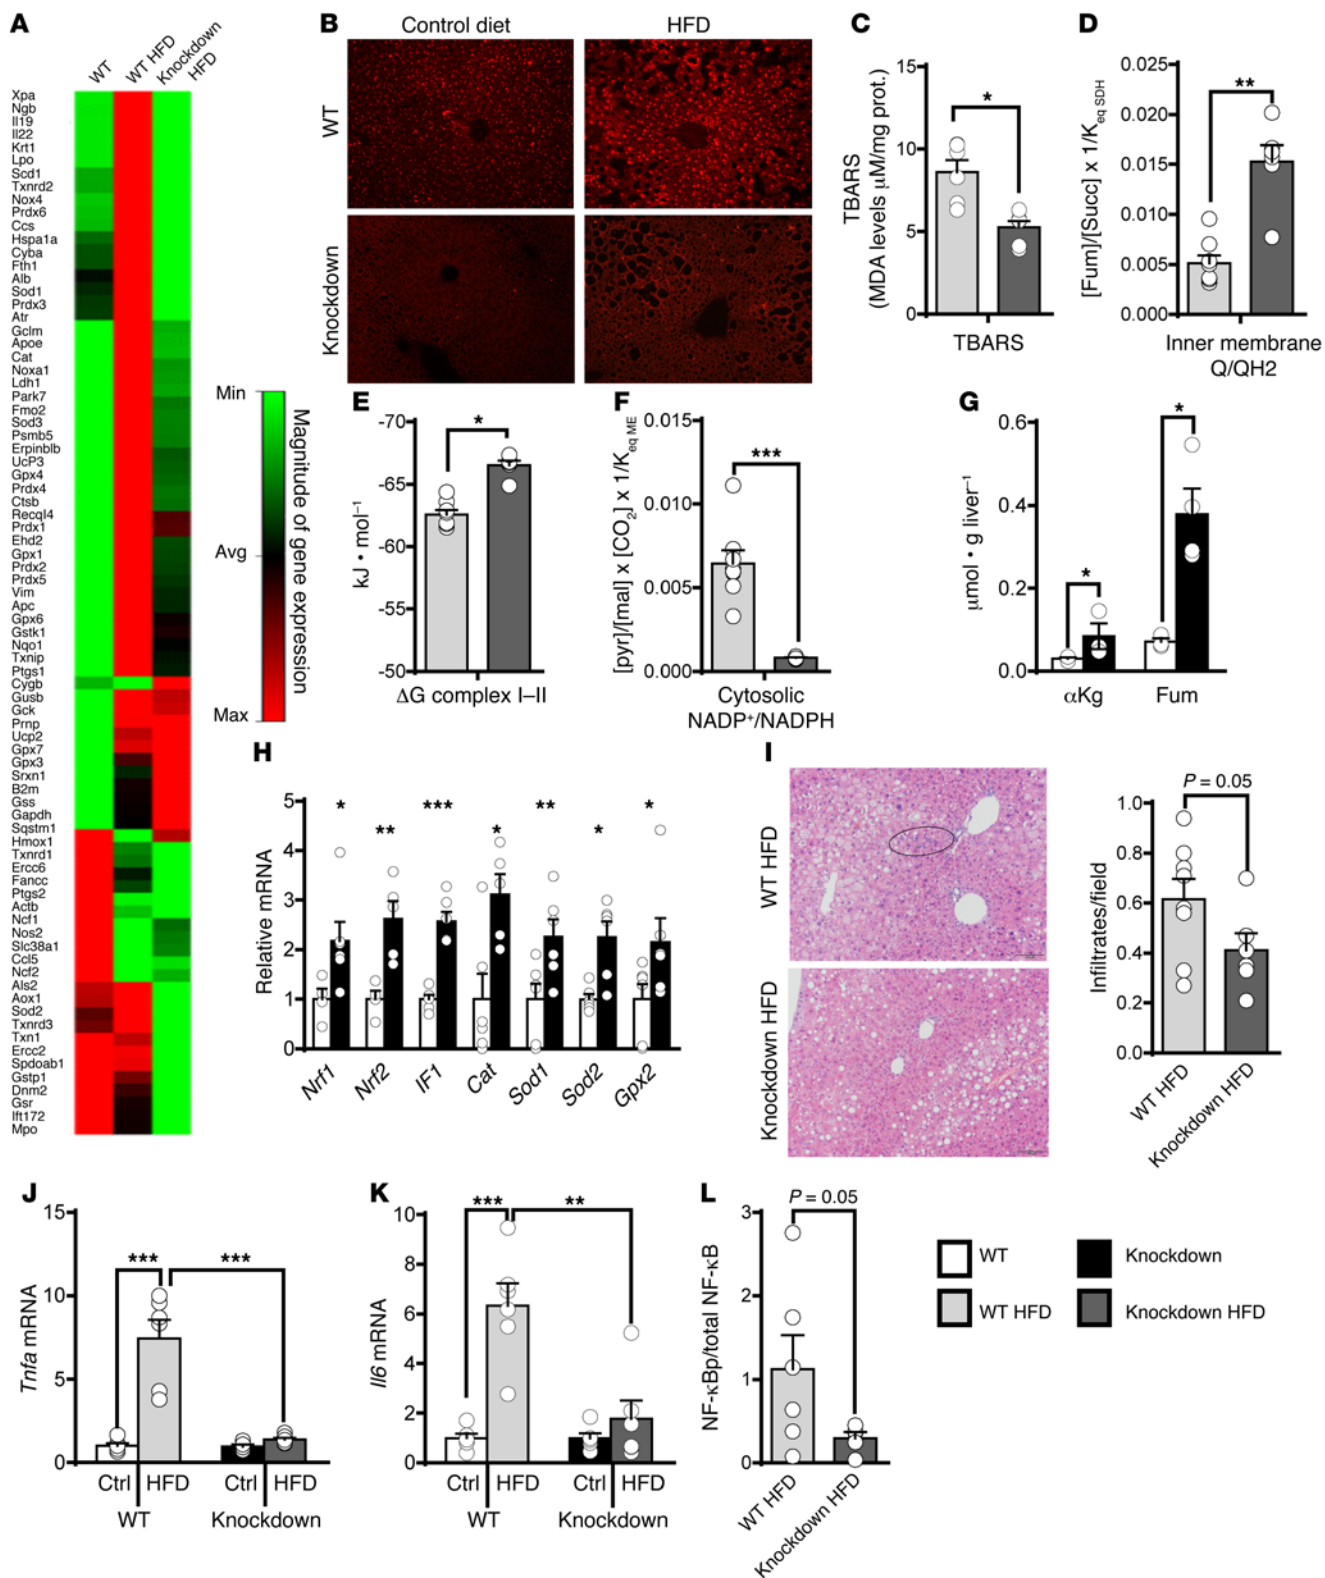 A
WT
WT HFD
Knockdown
HFD
Xpa
Ngb
Il19
Il22
Krt1
Lpo
Scd1
Txnrd2
Nox4
Prdx6
Ccs
Hspa1a
Cyba
Fth1
Alb
Sod1
Prdx3
Atr
Gclm
Apoe
Cat
Noxa1
Ldh1
Park7
Fmo2
Sod3
Psmb5
Erpinblb
UcP3
Gpx4
Prdx4
Ctsb
Recql4
Prdx1
Ehd2
Gpx1
Prdx2
Prdx5
Vim
Apc
Gpx6
Gstk1
Nqo1
Txnip
Ptgs1
Cygb
Gusb
Gck
Prnp
Ucp2
Gpx7
Gpx3
Srxn1
B2m
Gss
Gapdh
Sqstm1
Hmox1
Txnrd1
Ercc6
Fancc
Ptgs2
Actb
Ncf1
Nos2
Slc38a1
Ccl5
Ncf2
Als2
Aox1
Sod2
Txnrd3
Txn1
Ercc2
Spdoab1
Gstp1
Dnm2
Gsr
Ift172
Mpo
Min
Avg
Max
Magnitude of gene expression
B
Control diet
HFD
WT
Knockdown
C
TBARS
(MDA levels μM/mg prot.)
15
10
5
0
*
TBARS
D
[Fum]/[Succ] x 1/Keq SDH
0.025
0.020
0.015
0.010
0.005
0.000
**
Inner membrane
Q/QH2
E
kJ • mol⁻¹
-70
-65
-60
-55
-50
*
ΔG complex I–II
F
[pyr]/[mal] x [CO₂] x 1/Keq ME
0.015
0.010
0.005
0.000
***
Cytosolic
NADP⁺/NADPH
G
μmol • g liver⁻¹
0.6
0.4
0.2
0.0
*
*
αKg
Fum
H
Relative mRNA
5
4
3
2
1
0
*
**
***
*
**
*
*
Nrf1
Nrf2
IF1
Cat
Sod1
Sod2
Gpx2
I
WT HFD
Knockdown HFD
Infiltrates/field
1.0
0.8
0.6
0.4
0.2
0.0
P = 0.05
WT HFD
Knockdown HFD
J
Tnfa mRNA
15
10
5
0
***
***
Ctrl
HFD
Ctrl
HFD
WT
Knockdown
K
Il6 mRNA
10
8
6
4
2
0
***
**
Ctrl
HFD
Ctrl
HFD
WT
Knockdown
L
NF-κBp/total NF-κB
3
2
1
0
P = 0.05
WT HFD
Knockdown HFD
WT
Knockdown
WT HFD
Knockdown HFD